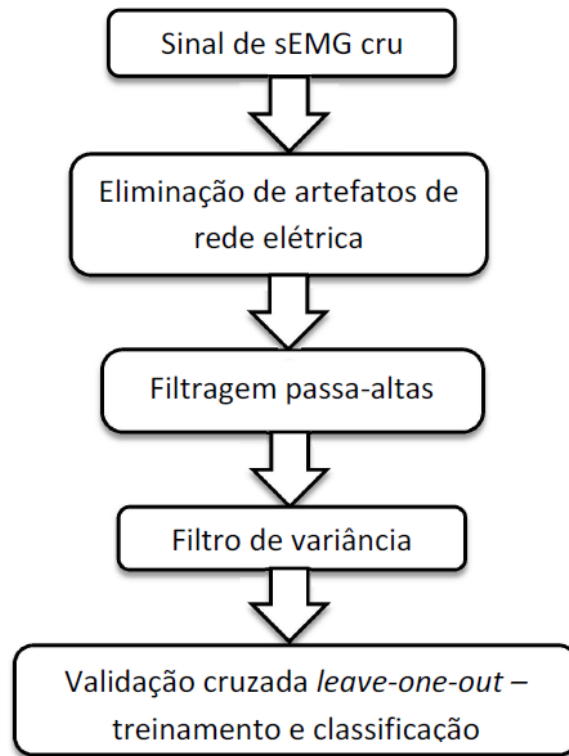 Sinal de sEMG cru
Eliminação de artefatos de
rede elétrica
Filtragem passa-altas
Filtro de variância
Validação cruzada leave-one-out –
treinamento e classificação